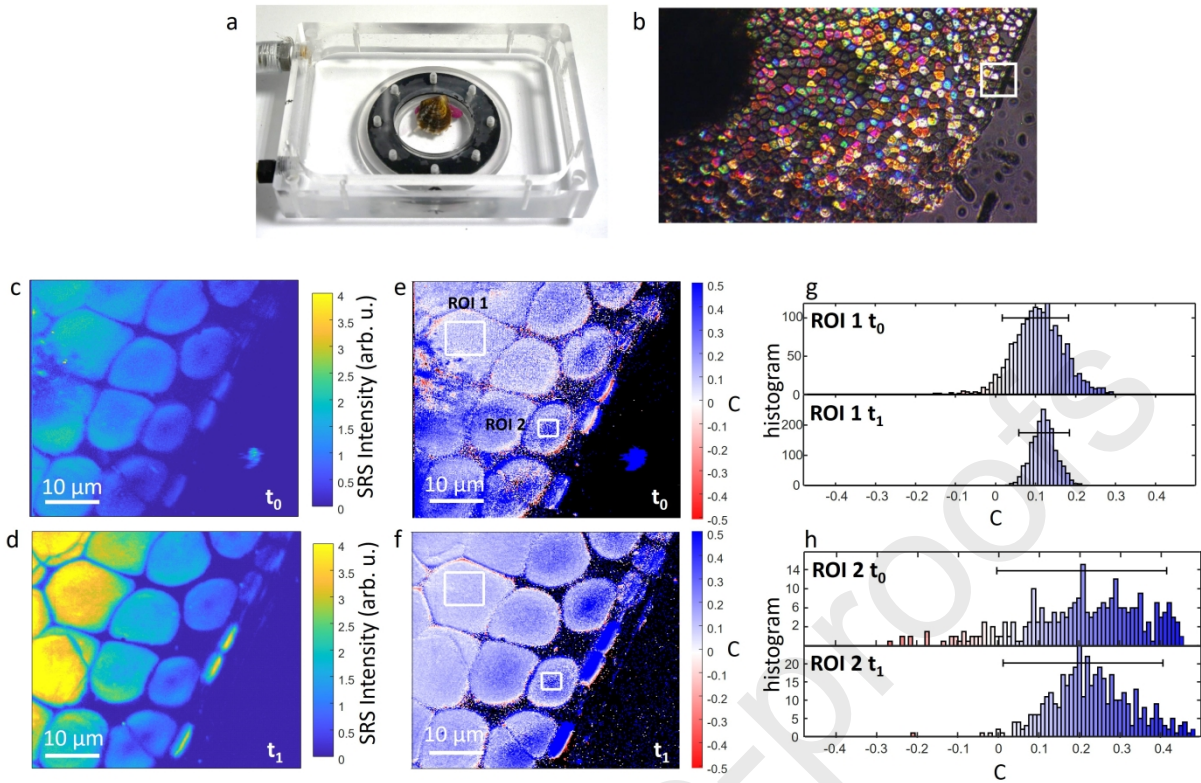 a
b
c
4
3.5
3
2.5
2
1.5
1
0.5
0
SRS Intensity (arb. u.)
10 µm
t0
d
4
3.5
3
2.5
2
1.5
1
0.5
0
SRS Intensity (arb. u.)
10 µm
t1
e
ROI 1
ROI 2
10 µm
t0
0.5
0.4
0.3
0.2
0.1
0
-0.1
-0.2
-0.3
-0.4
-0.5
C
f
10 µm
t1
0.5
0.4
0.3
0.2
0.1
0
-0.1
-0.2
-0.3
-0.4
-0.5
C
g
ROI 1 t0
100
50
0
ROI 1 t1
200
100
0
histogram
-0.4 -0.3 -0.2 -0.1 0 0.1 0.2 0.3 0.4
C
h
ROI 2 t0
14
10
6
2
0
ROI 2 t1
20
15
10
5
0
histogram
-0.4 -0.3 -0.2 -0.1 0 0.1 0.2 0.3 0.4
C
-proofs